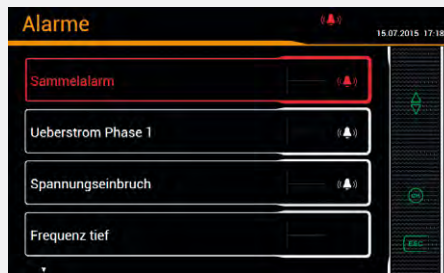 Alarme
15.07.2015 17:18
Sammelalarm
Ueberstrom Phase 1
Spannungseinbruch
Frequenz tief
ESC